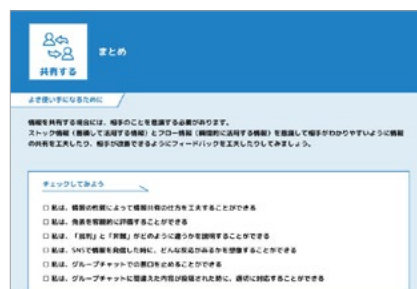 まとめ
共有する
よき使い手になるために
情報を共有する場合には、相手のことを意識する必要があります。
ストック情報（蓄積して活用する情報）とフロー情報（瞬間的に活用する情報）を意識して相手がわかりやすいように情報
の共有を工夫したり、相手が改善できるようにフィードバックを工夫したりしてみましょう。
チェックしてみよう
□ 私は、情報の性質によって情報共有の仕方を工夫することができる
□ 私は、発表を客観的に評価することができる
□ 私は、「批判」と「非難」がどのように違うかを説明することができる
□ 私は、SNSで情報を発信した時に、どんな反応があるかを想像することができる
□ 私は、グループチャットでの悪口を止めることができる
□ 私は、グループチャットに間違えた内容が投稿された時に、適切に対応することができる